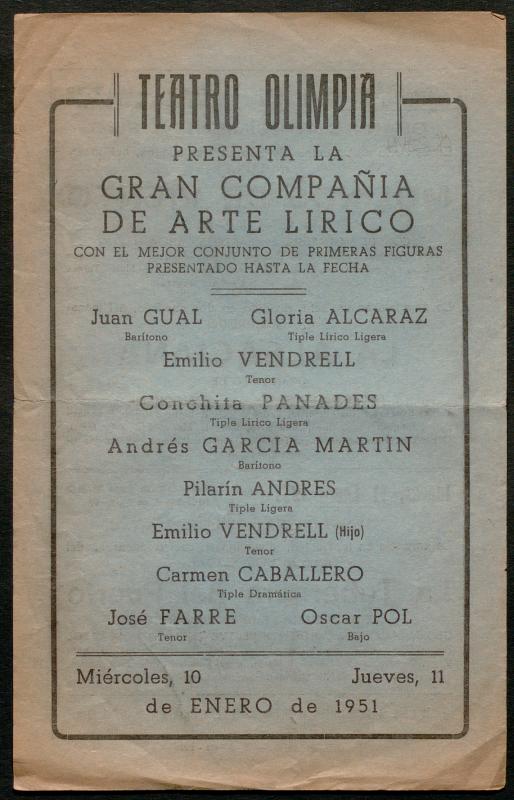 TEATRO OLIMPIA
PRESENTA LA
GRAN COMPAÑIA
DE ARTE LIRICO
CON EL MEJOR CONJUNTO DE PRIMERAS FIGURAS
PRESENTADO HASTA LA FECHA
Juan GUAL Gloria ALCARAZ
Barítono Tiple Lírico Ligera
Emilio VENDRELL
Tenor
Conchita PANADES
Tiple Lírico Ligera
Andrés GARCIA MARTIN
Barítono
Pilarín ANDRES
Tiple Ligera
Emilio VENDRELL (Hijo)
Tenor
Carmen CABALLERO
Tiple Dramática
José FARRE Oscar POL
Tenor Bajo
Miércoles, 10 Jueves, 11
de ENERO de 1951